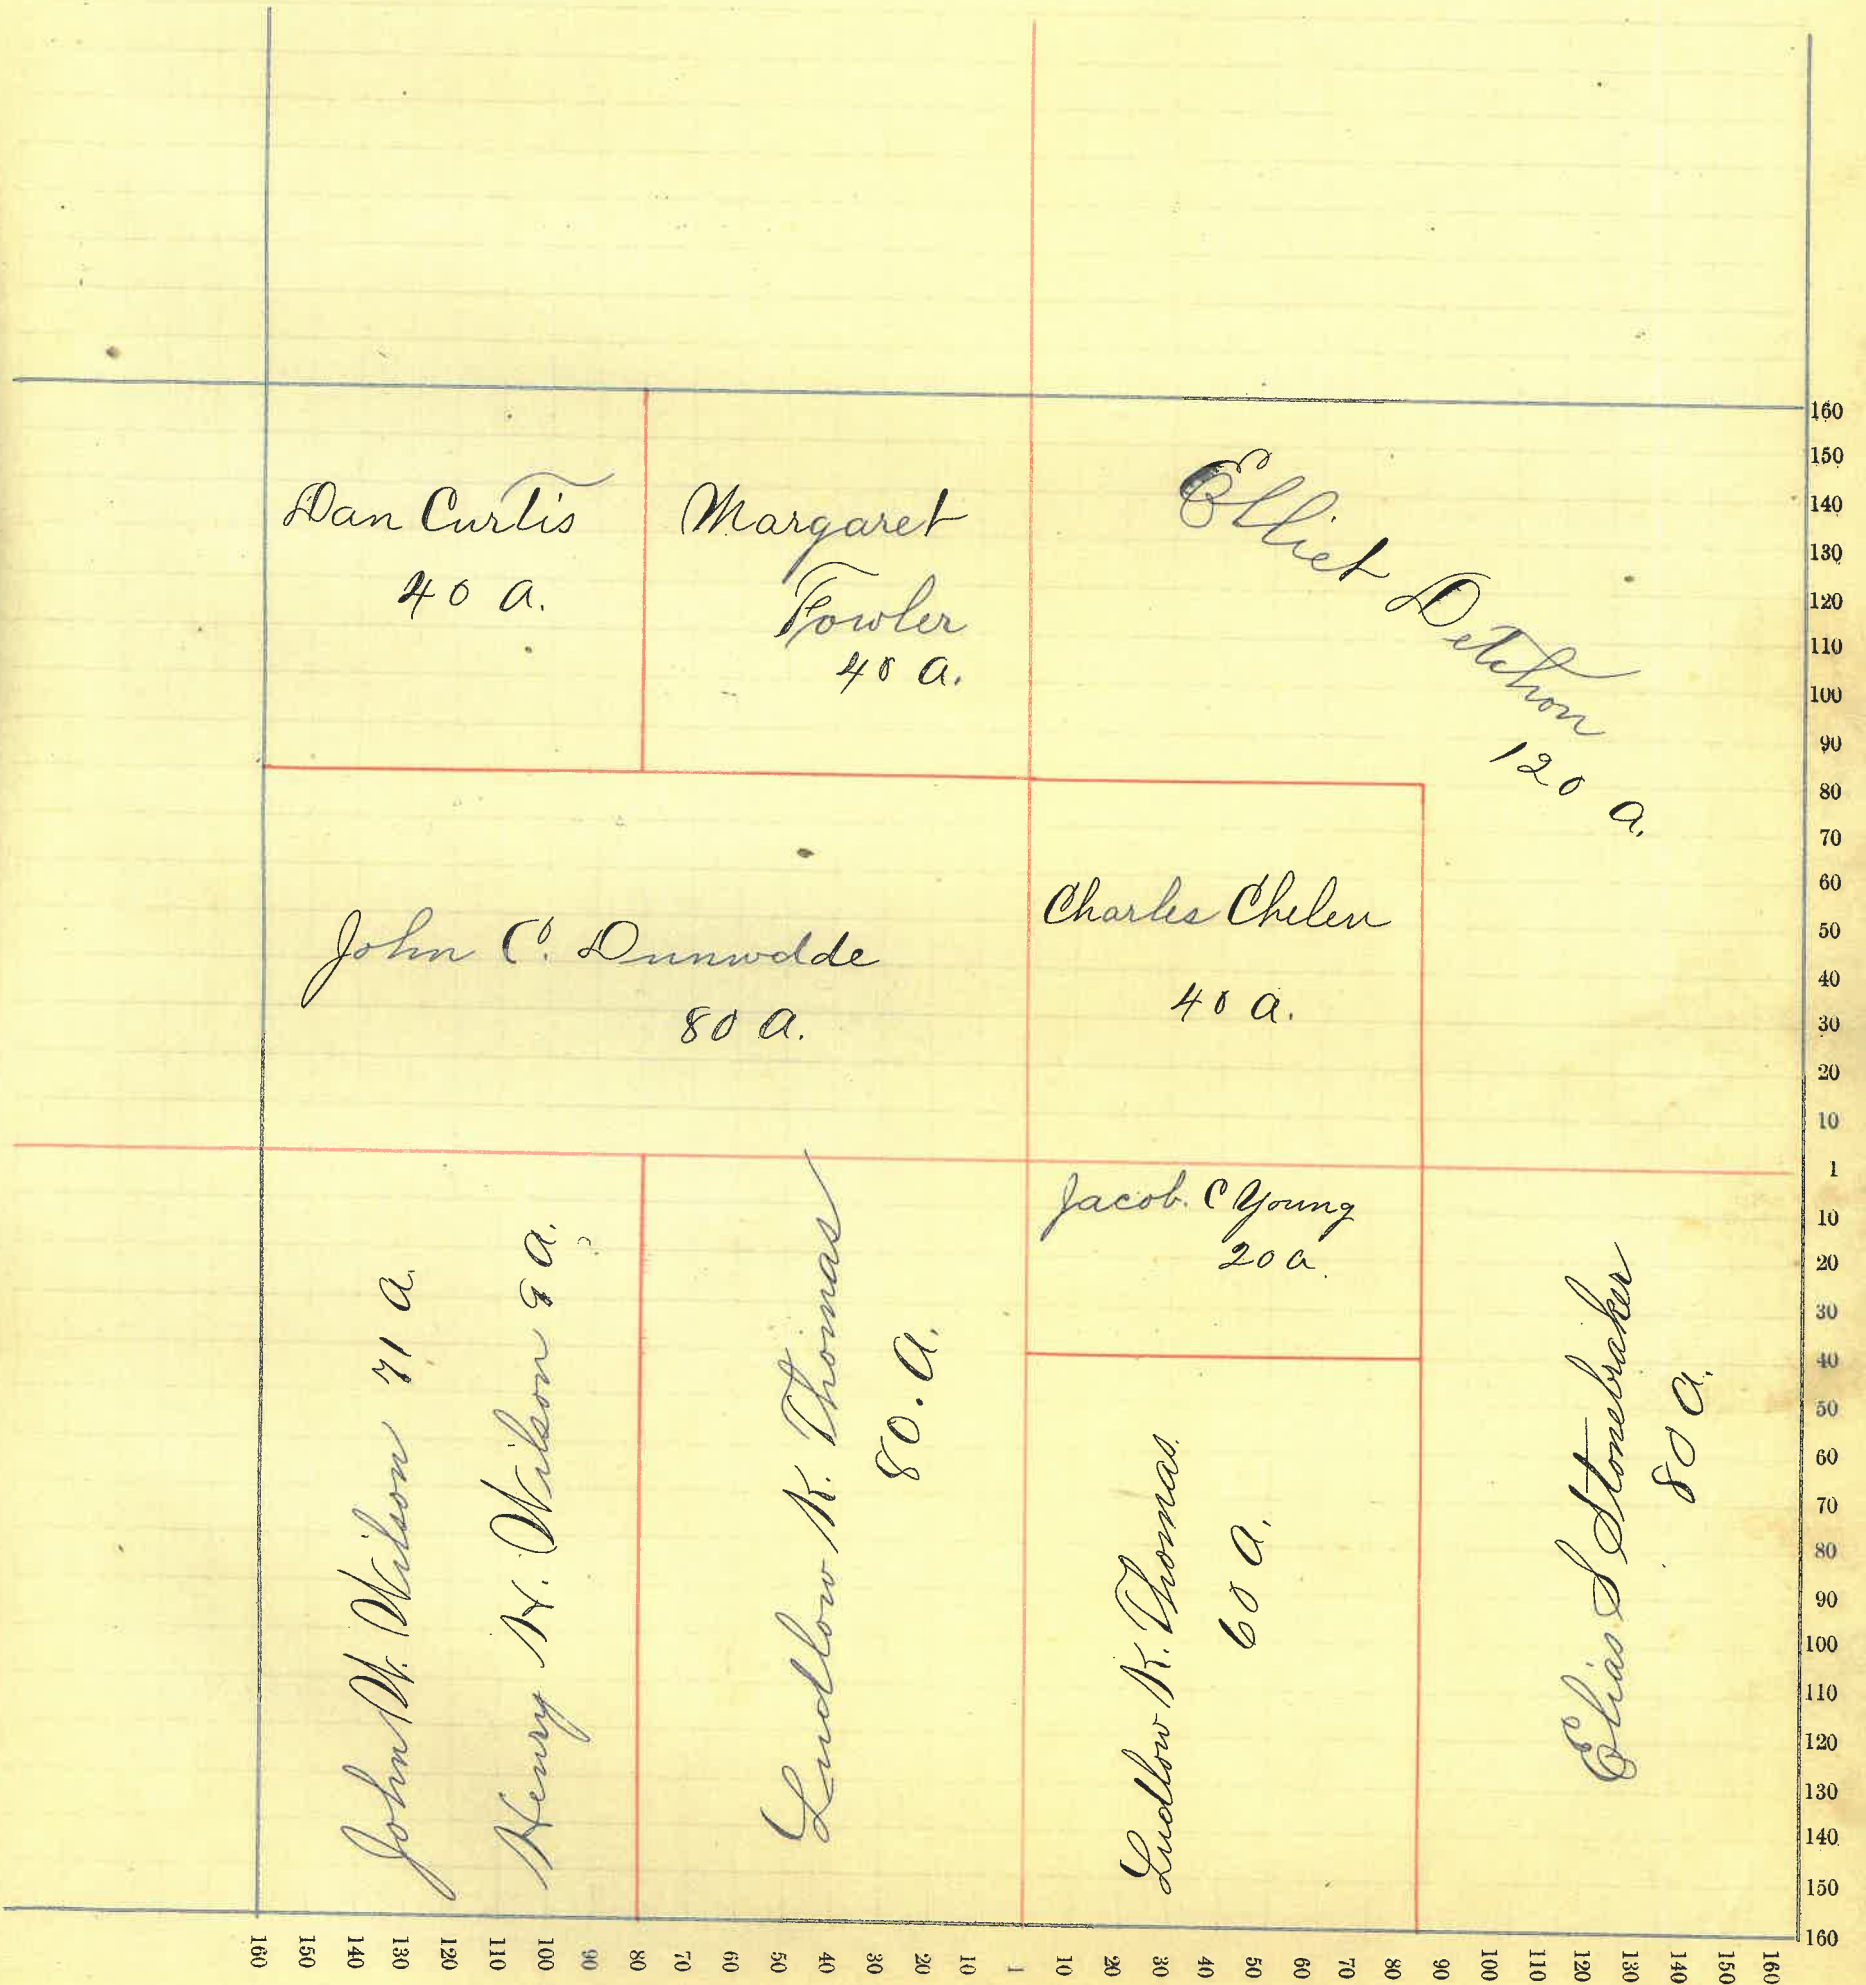 Dan Curtis
40 a.
Margaret
Fowler
40 a.
Elliet Detchon
120 a.
John C. Dunwodde
80 a.
Charles Chelen
40 a.
Jacob. C Young
20 a.
John W. Wilson 71 a.
Henry H. Wilson 9 a.
Ludlow K. Thomas
80. a.
Ludlow K. Thomas.
60 a.
Elias S Stonebraker
80 a.
160
150
140
130
120
110
100
90
80
70
60
50
40
30
20
10
1
10
20
30
40
50
60
70
80
90
100
110
120
130
140
150
160
160 150 140 130 120 110 100 90 80 70 60 50 40 30 20 10 1 10 20 30 40 50 60 70 80 90 100 110 120 130 140 150 160